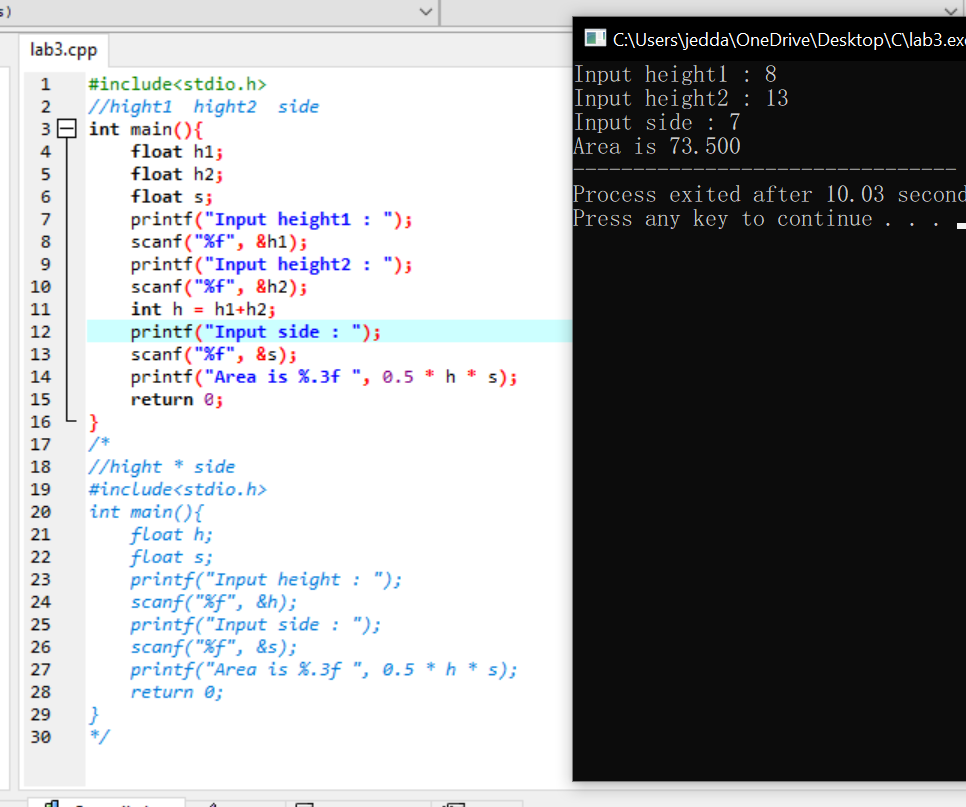 s)
lab3.cpp
1 #include<stdio.h>
2 //hight1 hight2 side
3 int main(){
4 float h1;
5 float h2;
6 float s;
7 printf("Input height1 : ");
8 scanf("%f", &h1);
9 printf("Input height2 : ");
10 scanf("%f", &h2);
11 int h = h1+h2;
12 printf("Input side : ");
13 scanf("%f", &s);
14 printf("Area is %.3f ", 0.5 * h * s);
15 return 0;
16 }
17 /*
18 //hight * side
19 #include<stdio.h>
20 int main(){
21 float h;
22 float s;
23 printf("Input height : ");
24 scanf("%f", &h);
25 printf("Input side : ");
26 scanf("%f", &s);
27 printf("Area is %.3f ", 0.5 * h * s);
28 return 0;
29 }
30 */
C:\Users\jedda\OneDrive\Desktop\C\lab3.exe
Input height1 : 8
Input height2 : 13
Input side : 7
Area is 73.500
--------------------------------
Process exited after 10.03 second
Press any key to continue . . .